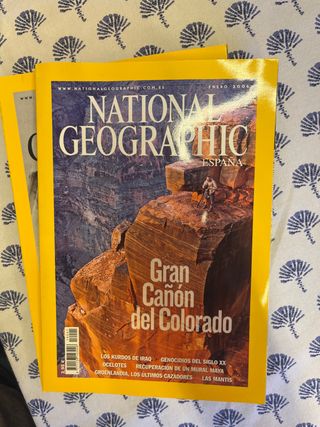 WWW.NATIONALGEOGRAPHIC.COM.ES
ENERO 2006
NATIONAL
GEOGRAPHIC
ESPAÑA
Gran
Cañón
del Colorado
LOS KURDOS DE IRAQ GENOCIDIOS DEL SIGLO XX
OCELOTES RECUPERACIÓN DE UN MURAL MAYA
GROENLANDIA, LOS ÚLTIMOS CAZADORES LAS MANTIS